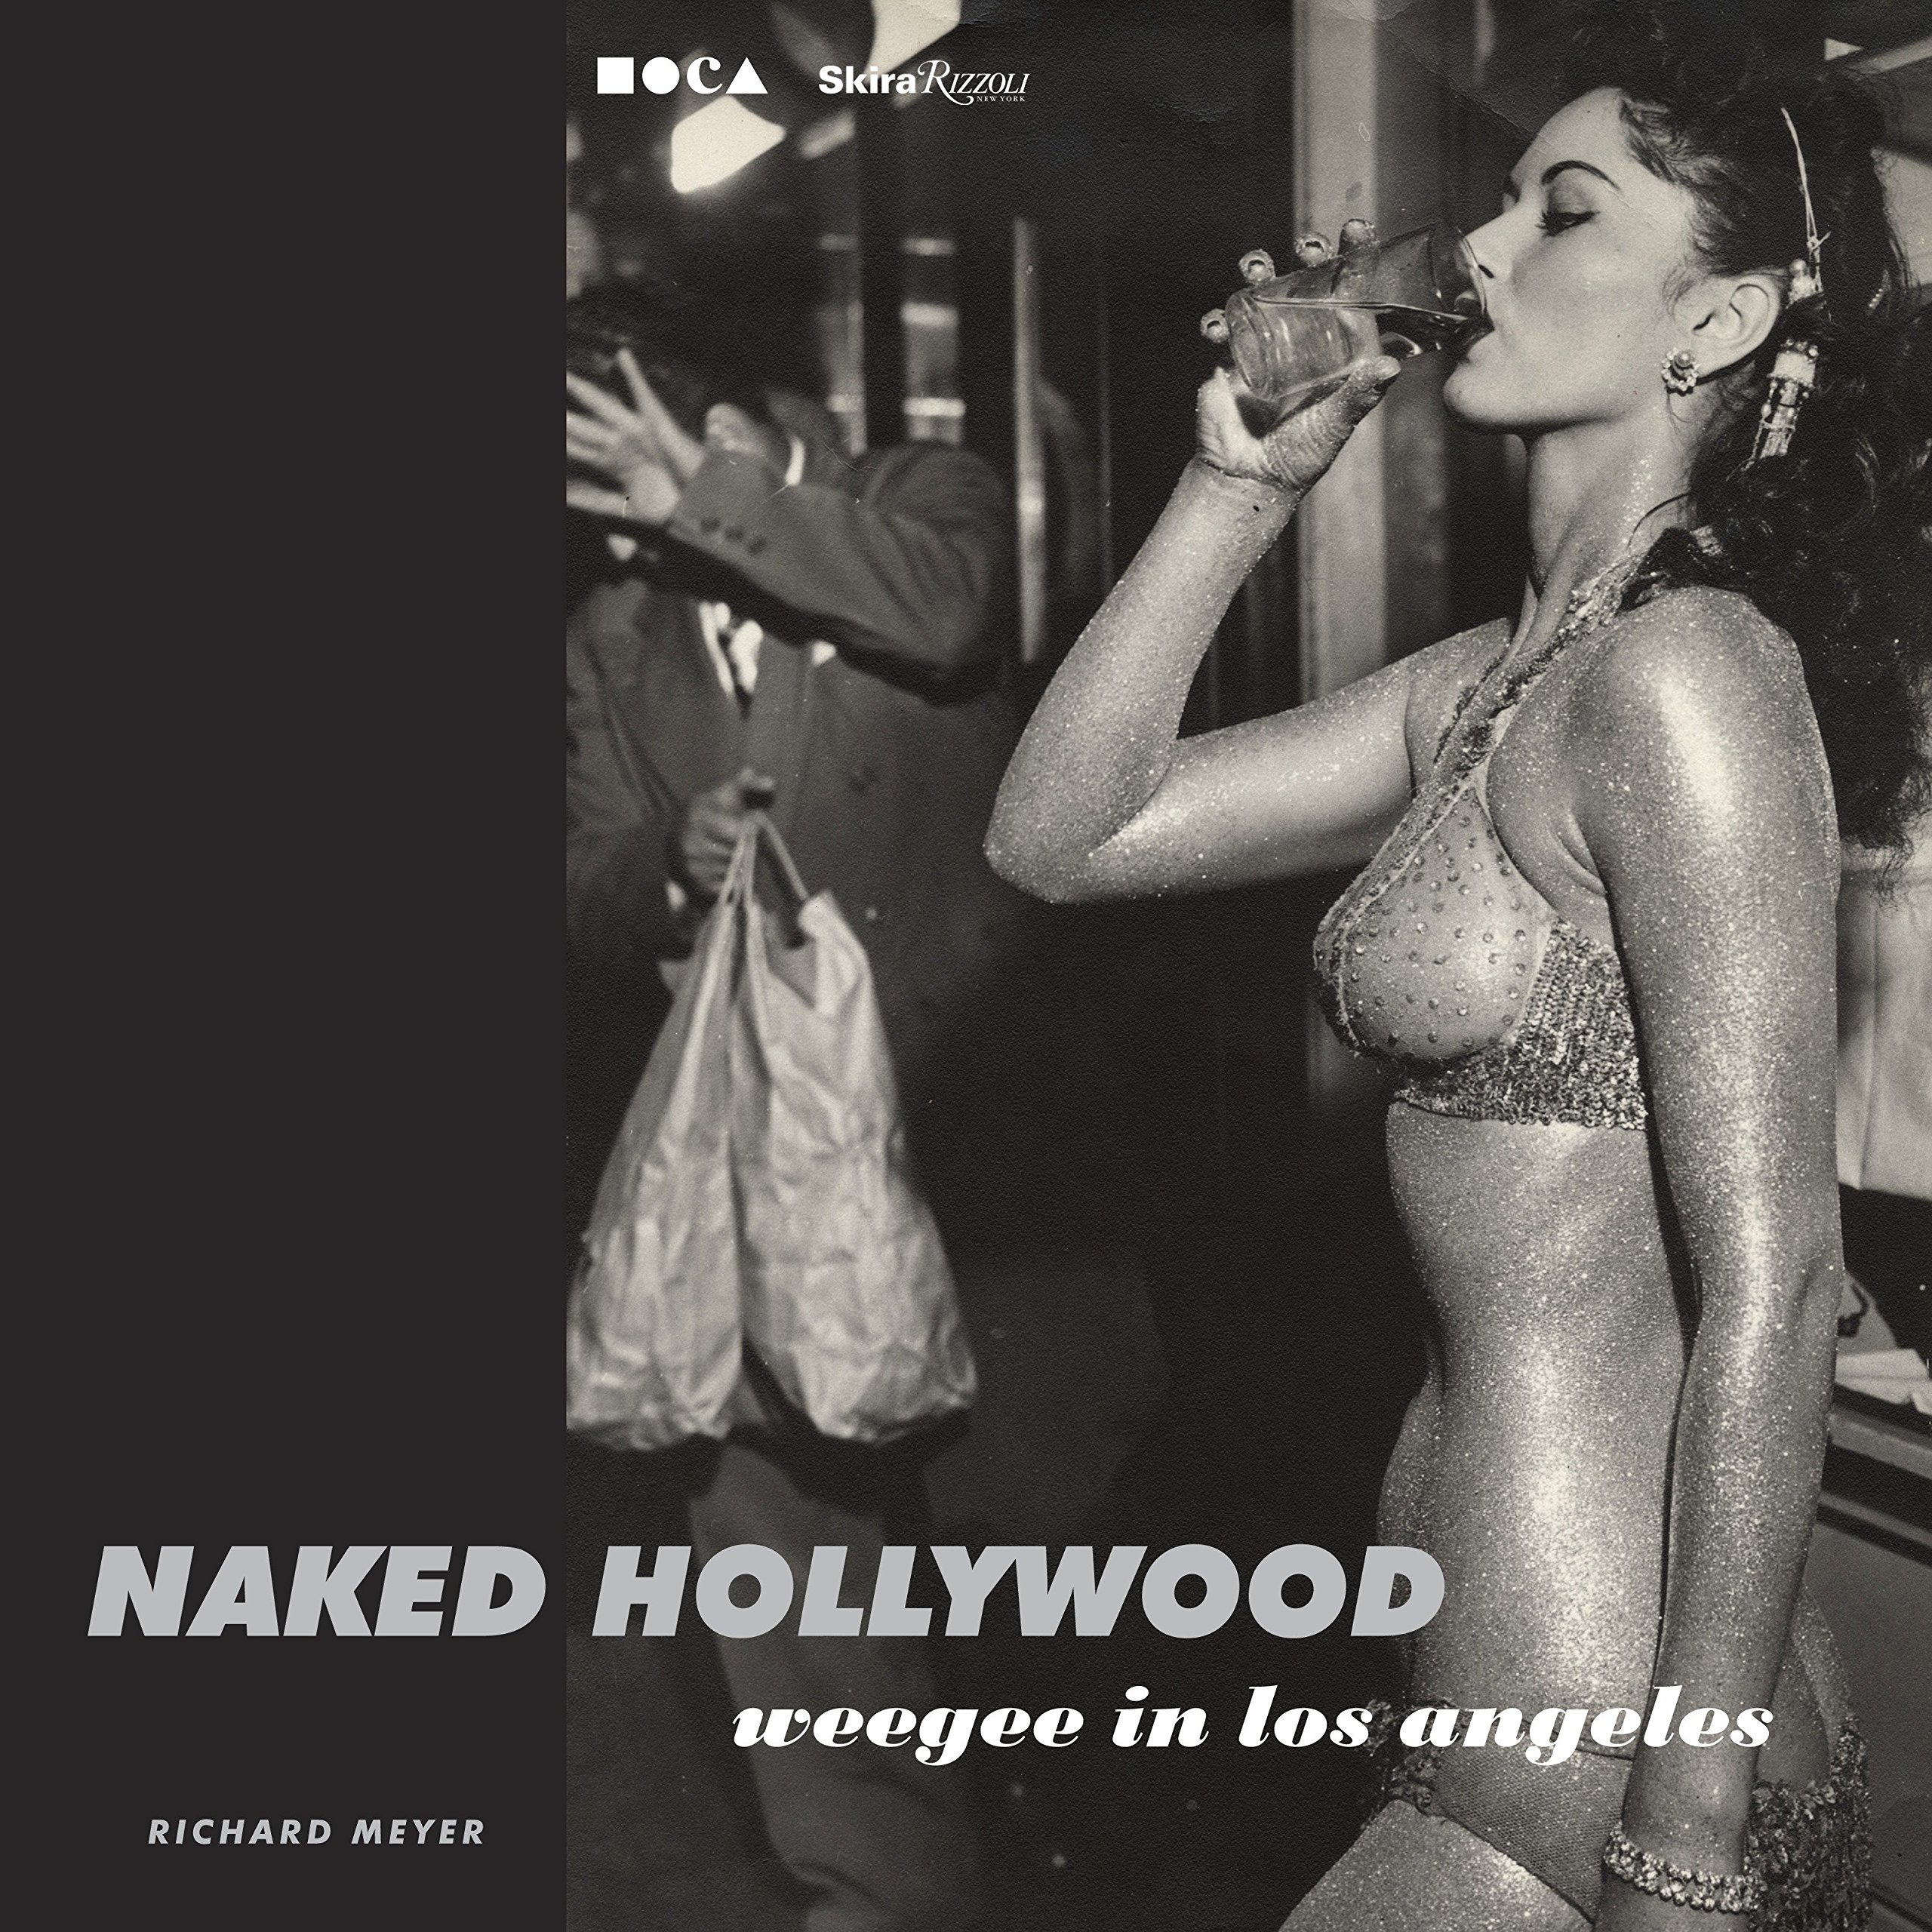 MOCA
Skira Rizzoli
NEW YORK
NAKED HOLLYWOOD
weegee in los angeles
RICHARD MEYER